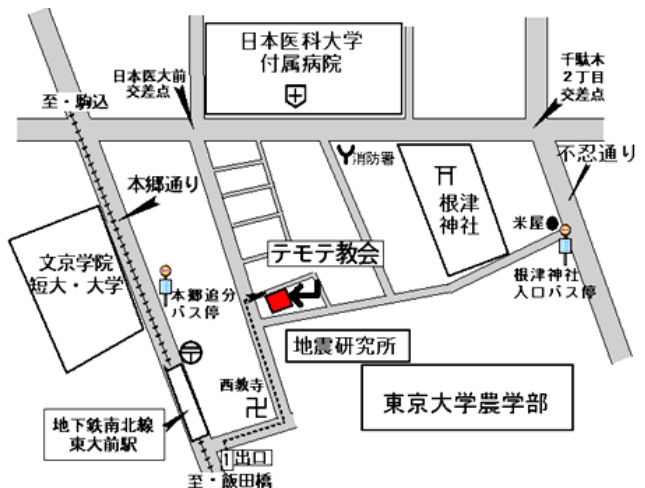 日本医科大学
付属病院
日本医大前
交差点
千駄木
2丁目
交差点
至・駒込
消防署
不忍通り
本郷通り
根津
神社
米屋
テモテ教会
文京学院
短大・大学
本郷追分
バス停
根津神社
入口バス停
地震研究所
西教寺
東京大学農学部
地下鉄南北線
東大前駅
1出口
至・飯田橋